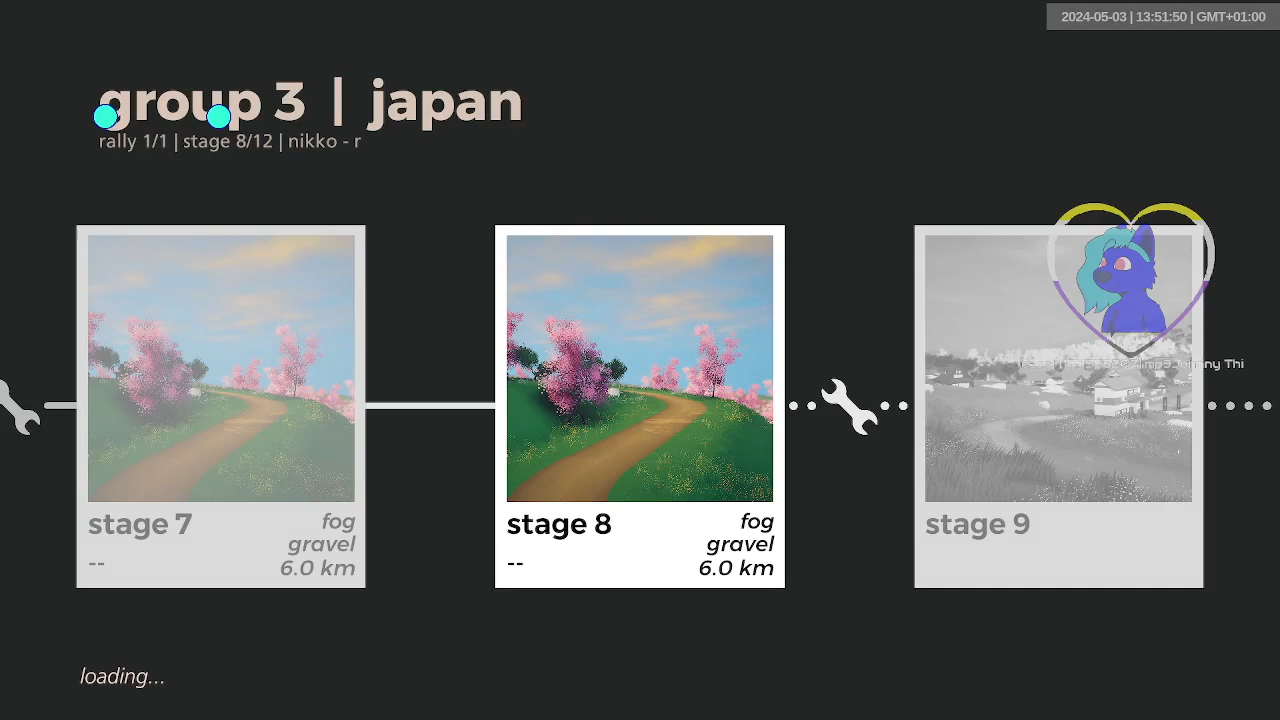 2024-05-03 | 13:51:50 | GMT+01:00
group 3 | japan
rally 1/1 | stage 8/12 | nikko - r
stage 7
fog
gravel
--
6.0 km
stage 8
fog
gravel
--
6.0 km
stage 9
loading...